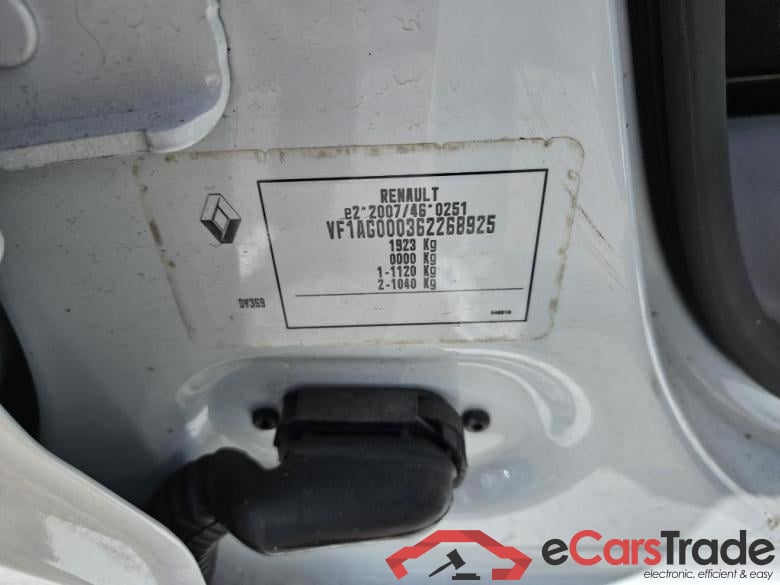 RENAULT
e2*2007/46*0251
VF1AG000362268925
1923 Kg
0000 Kg
1-1120 Kg
2-1040 Kg
DV369
eCarsTrade
electronic, efficient & easy